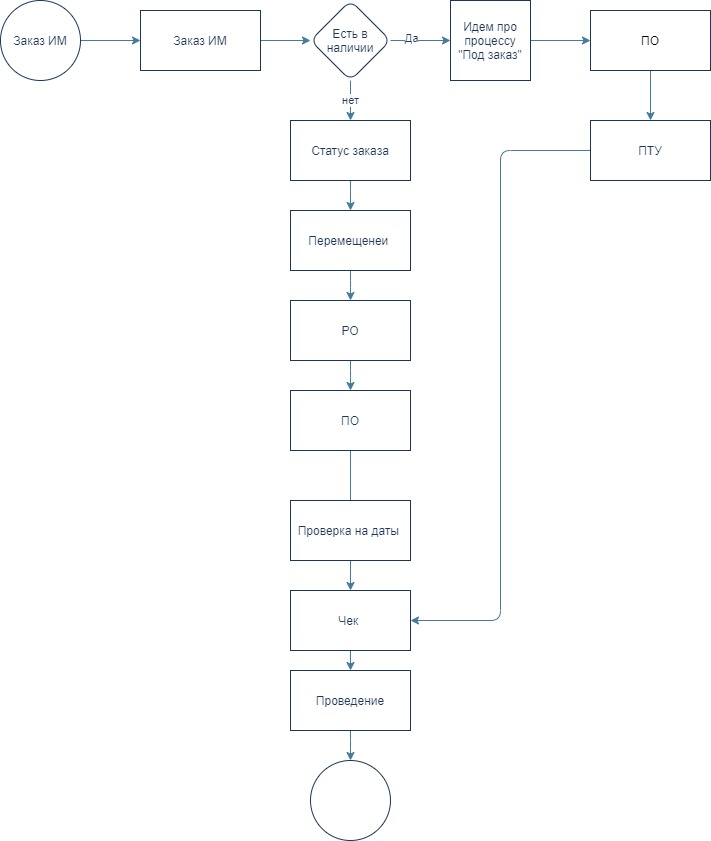 Заказ ИМ
Заказ ИМ
Есть в
наличии
Да
Идем про
процессу
"Под заказ"
ПО
нет
Статус заказа
ПТУ
Перемещенеи
РО
ПО
Проверка на даты
Чек
Проведение